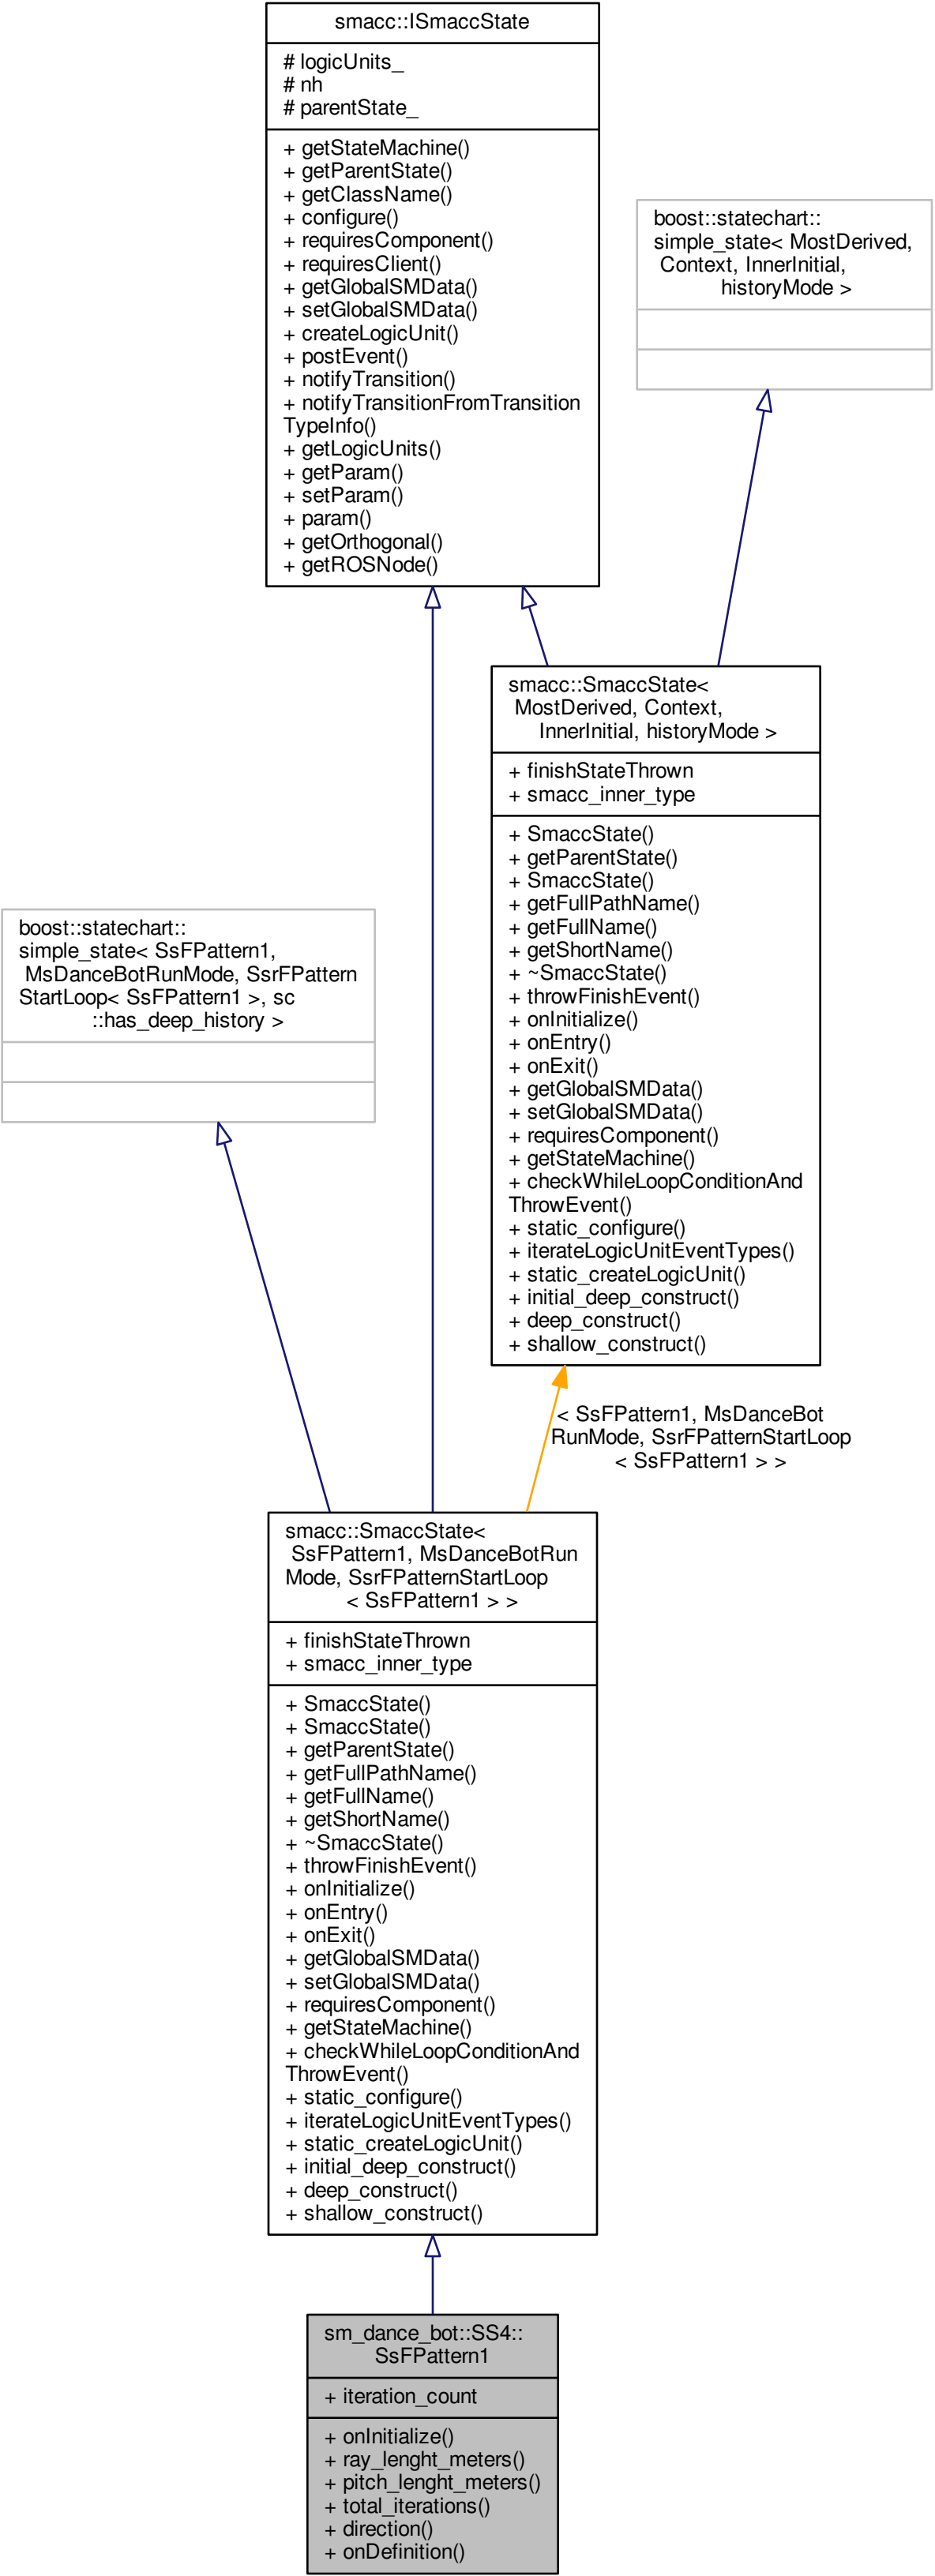 smacc::ISmaccState
# logicUnits_
# nh
# parentState_
+ getStateMachine()
+ getParentState()
+ getClassName()
+ configure()
+ requiresComponent()
+ requiresClient()
+ getGlobalSMData()
+ setGlobalSMData()
+ createLogicUnit()
+ postEvent()
+ notifyTransition()
+ notifyTransitionFromTransition
TypeInfo()
+ getLogicUnits()
+ getParam()
+ setParam()
+ param()
+ getOrthogonal()
+ getROSNode()
boost::statechart::
simple_state< MostDerived,
Context, InnerInitial,
historyMode >
smacc::SmaccState<
MostDerived, Context,
InnerInitial, historyMode >
+ finishStateThrown
+ smacc_inner_type
+ SmaccState()
+ getParentState()
+ SmaccState()
+ getFullPathName()
+ getFullName()
+ getShortName()
+ ~SmaccState()
+ throwFinishEvent()
+ onInitialize()
+ onEntry()
+ onExit()
+ getGlobalSMData()
+ setGlobalSMData()
+ requiresComponent()
+ getStateMachine()
+ checkWhileLoopConditionAnd
ThrowEvent()
+ static_configure()
+ iterateLogicUnitEventTypes()
+ static_createLogicUnit()
+ initial_deep_construct()
+ deep_construct()
+ shallow_construct()
boost::statechart::
simple_state< SsFPattern1,
MsDanceBotRunMode, SsrFPattern
StartLoop< SsFPattern1 >, sc
::has_deep_history >
< SsFPattern1, MsDanceBot
RunMode, SsrFPatternStartLoop
< SsFPattern1 > >
smacc::SmaccState<
SsFPattern1, MsDanceBotRun
Mode, SsrFPatternStartLoop
< SsFPattern1 > >
+ finishStateThrown
+ smacc_inner_type
+ SmaccState()
+ SmaccState()
+ getParentState()
+ getFullPathName()
+ getFullName()
+ getShortName()
+ ~SmaccState()
+ throwFinishEvent()
+ onInitialize()
+ onEntry()
+ onExit()
+ getGlobalSMData()
+ setGlobalSMData()
+ requiresComponent()
+ getStateMachine()
+ checkWhileLoopConditionAnd
ThrowEvent()
+ static_configure()
+ iterateLogicUnitEventTypes()
+ static_createLogicUnit()
+ initial_deep_construct()
+ deep_construct()
+ shallow_construct()
sm_dance_bot::SS4::
SsFPattern1
+ iteration_count
+ onInitialize()
+ ray_lenght_meters()
+ pitch_lenght_meters()
+ total_iterations()
+ direction()
+ onDefinition()